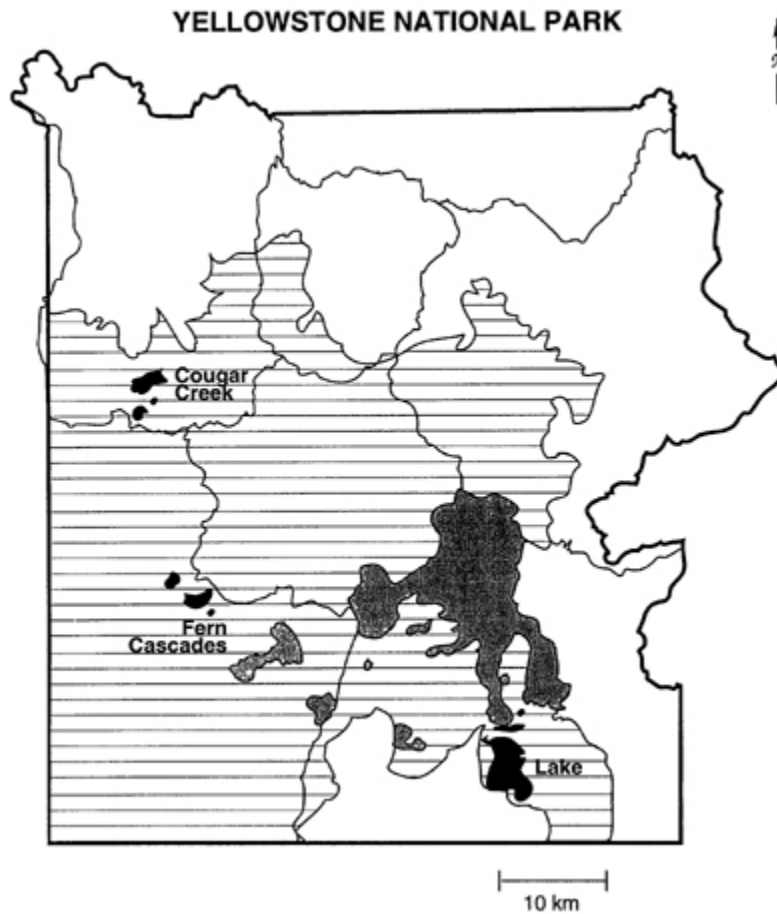 YELLOWSTONE NATIONAL PARK
Cougar
Creek
Fern
Cascades
Lake
10 km